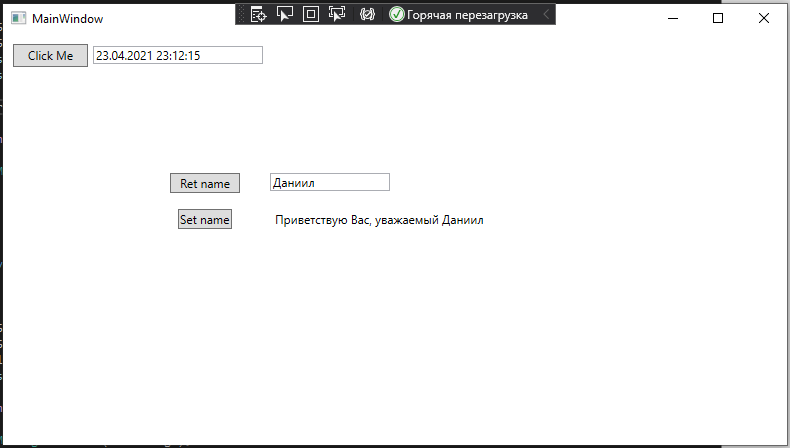 MainWindow
Горячая перезагрузка
Click Me
23.04.2021 23:12:15
Ret name
Даниил
Set name
Приветствую Вас, уважаемый Даниил